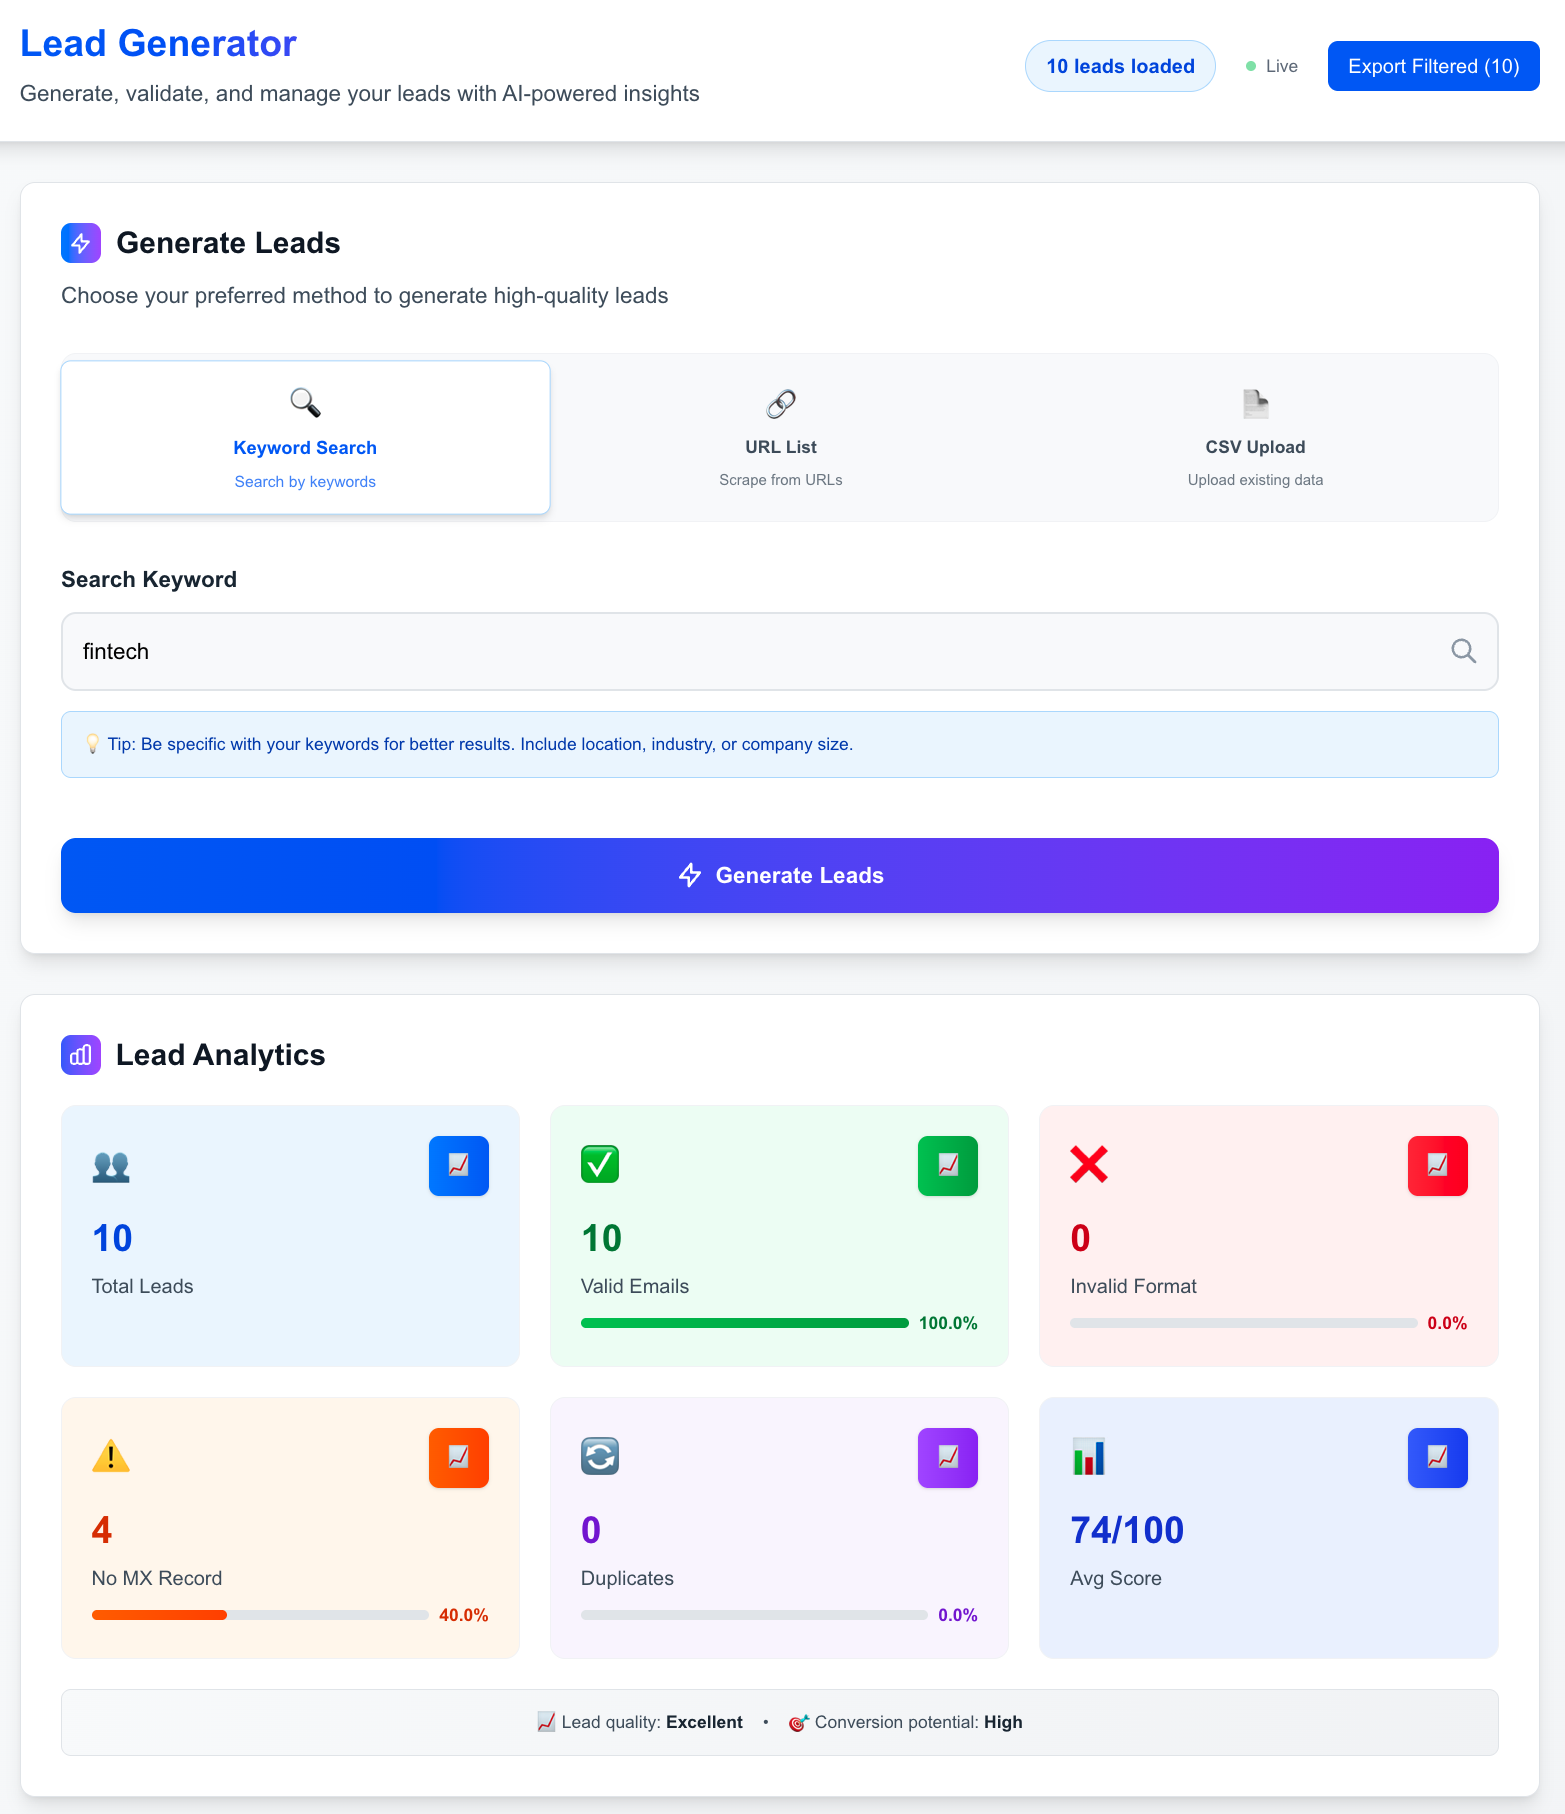 Lead Generator
Generate, validate, and manage your leads with AI-powered insights
10 leads loaded
Live
Export Filtered (10)
Generate Leads
Choose your preferred method to generate high-quality leads
Keyword Search
Search by keywords
URL List
Scrape from URLs
CSV Upload
Upload existing data
Search Keyword
fintech
Tip: Be specific with your keywords for better results. Include location, industry, or company size.
Generate Leads
Lead Analytics
10
Total Leads
10
Valid Emails
100.0%
0
Invalid Format
0.0%
4
No MX Record
40.0%
0
Duplicates
0.0%
74/100
Avg Score
Lead quality: Excellent • Conversion potential: High